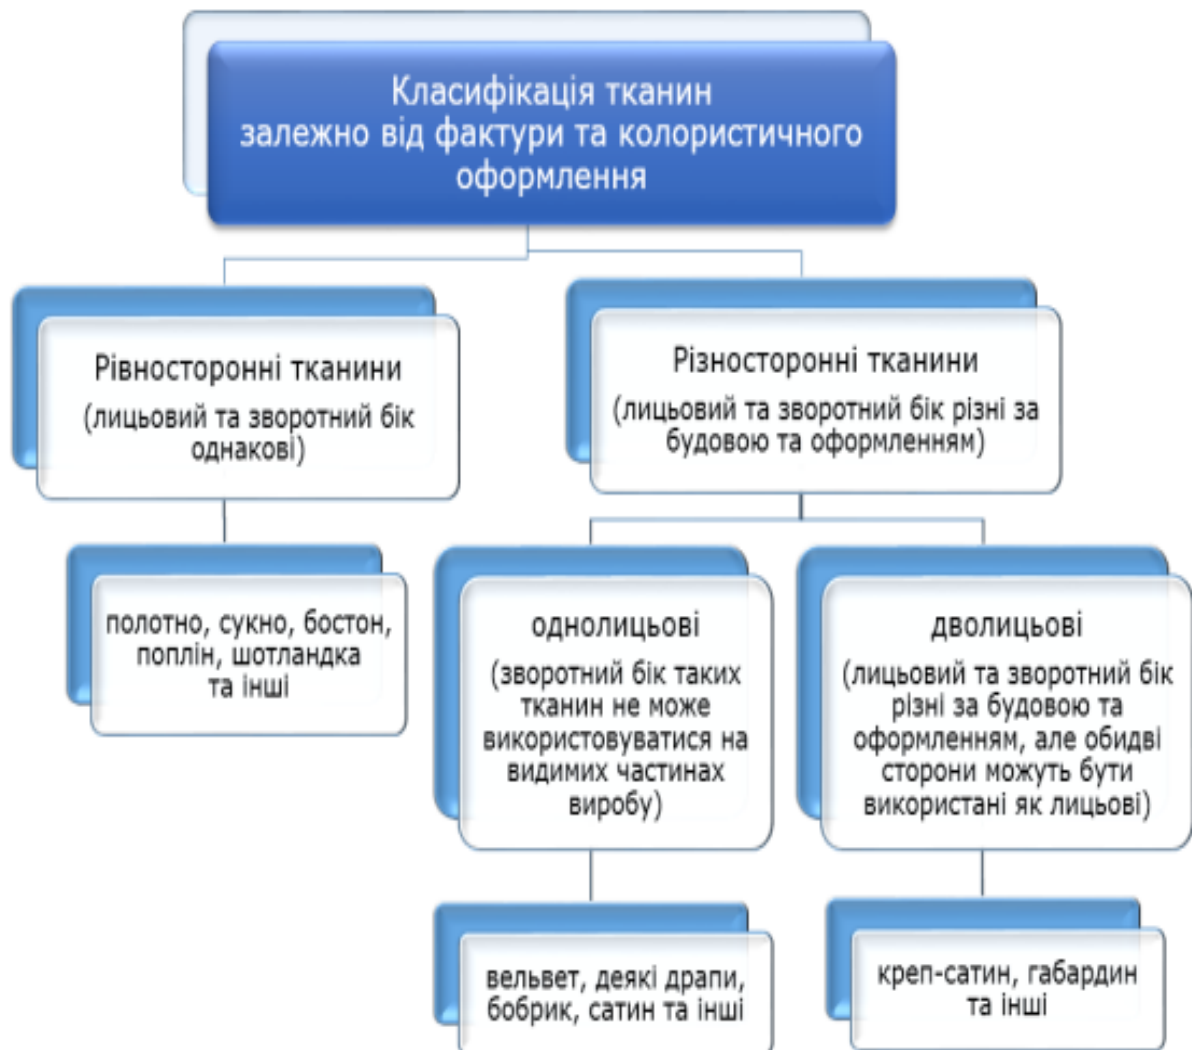 Класифікація тканин
залежно від фактури та колористичного
оформлення
Рівносторонні тканини
(лицьовий та зворотний бік
однакові)
Різносторонні тканини
(лицьовий та зворотний бік різні за
будовою та оформленням)
полотно, сукно, бостон,
поплін, шотландка
та інші
однолицьові
(зворотний бік таких
тканин не може
використовуватися на
видимих частинах
виробу)
дволицьові
(лицьовий та зворотний бік
різні за будовою та
оформленням, але обидві
сторони можуть бути
використані як лицьові)
вельвет, деякі драпи,
бобрик, сатин та інші
креп-сатин, габардин
та інші